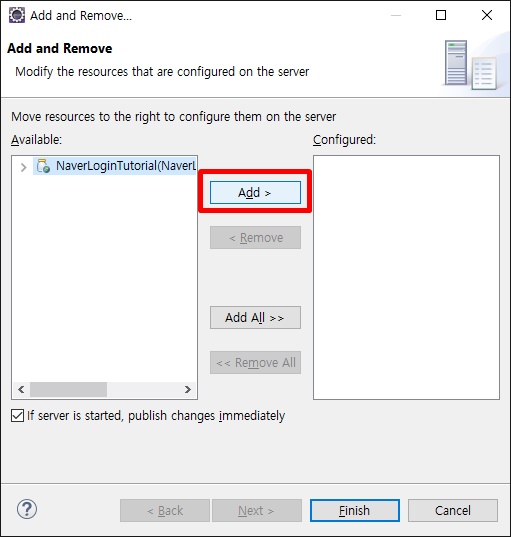 Add and Remove...
Add and Remove
Modify the resources that are configured on the server
Move resources to the right to configure them on the server
Available:
Configured:
NaverLoginTutorial(NaverL
Add >
< Remove
Add All >>
<< Remove All
If server is started, publish changes immediately
< Back
Next >
Finish
Cancel